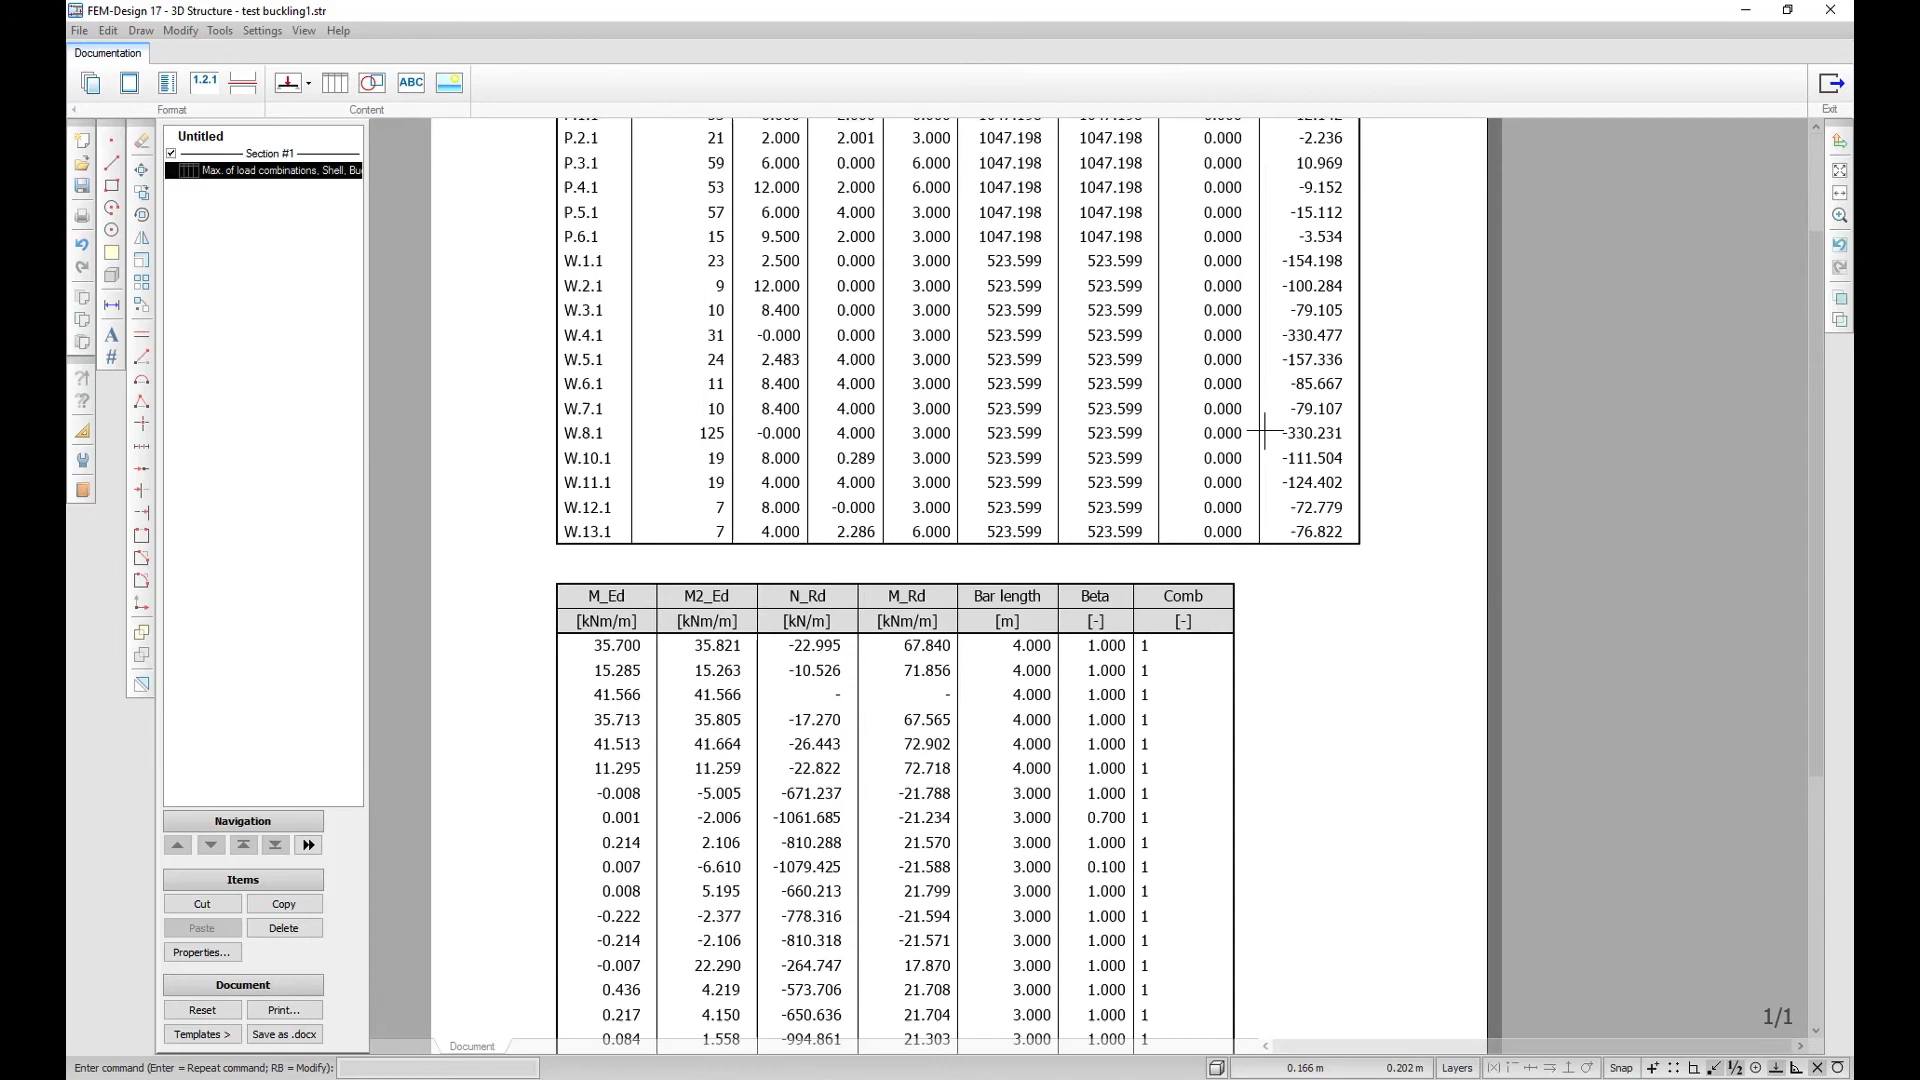 FEM-Design 17 - 3D Structure - test buckling1.str
File Edit Draw Modify Tools Settings View Help
Documentation
1.2.1 ABC
Format Content Exit
Untitled
Section #1
Max. of load combinations, Shell, Bu
P.2.1 21 2.000 2.001 3.000 1047.198 1047.198 0.000 -2.236
P.3.1 59 6.000 0.000 6.000 1047.198 1047.198 0.000 10.969
P.4.1 53 12.000 2.000 6.000 1047.198 1047.198 0.000 -9.152
P.5.1 57 6.000 4.000 3.000 1047.198 1047.198 0.000 -15.112
P.6.1 15 9.500 2.000 3.000 1047.198 1047.198 0.000 -3.534
W.1.1 23 2.500 0.000 3.000 523.599 523.599 0.000 -154.198
W.2.1 9 12.000 0.000 3.000 523.599 523.599 0.000 -100.284
W.3.1 10 8.400 0.000 3.000 523.599 523.599 0.000 -79.105
W.4.1 31 -0.000 0.000 3.000 523.599 523.599 0.000 -330.477
W.5.1 24 2.483 4.000 3.000 523.599 523.599 0.000 -157.336
W.6.1 11 8.400 4.000 3.000 523.599 523.599 0.000 -85.667
W.7.1 10 8.400 4.000 3.000 523.599 523.599 0.000 -79.107
W.8.1 125 -0.000 4.000 3.000 523.599 523.599 0.000 -330.231
W.10.1 19 8.000 0.289 3.000 523.599 523.599 0.000 -111.504
W.11.1 19 4.000 4.000 3.000 523.599 523.599 0.000 -124.402
W.12.1 7 8.000 -0.000 3.000 523.599 523.599 0.000 -72.779
W.13.1 7 4.000 2.286 6.000 523.599 523.599 0.000 -76.822
M_Ed M2_Ed N_Rd M_Rd Bar length Beta Comb
[kNm/m] [kNm/m] [kN/m] [kNm/m] [m] [-] [-]
35.700 35.821 -22.995 67.840 4.000 1.000 1
15.285 15.263 -10.526 71.856 4.000 1.000 1
41.566 41.566 - - 4.000 1.000 1
35.713 35.805 -17.270 67.565 4.000 1.000 1
41.513 41.664 -26.443 72.902 4.000 1.000 1
11.295 11.259 -22.822 72.718 4.000 1.000 1
-0.008 -5.005 -671.237 -21.788 3.000 1.000 1
0.001 -2.006 -1061.685 -21.234 3.000 0.700 1
0.214 2.106 -810.288 21.570 3.000 1.000 1
0.007 -6.610 -1079.425 -21.588 3.000 0.100 1
0.008 5.195 -660.213 21.799 3.000 1.000 1
-0.222 -2.377 -778.316 -21.594 3.000 1.000 1
-0.214 -2.106 -810.318 -21.571 3.000 1.000 1
-0.007 22.290 -264.747 17.870 3.000 1.000 1
0.436 4.219 -573.706 21.708 3.000 1.000 1
0.217 4.150 -650.636 21.704 3.000 1.000 1
0.084 1.558 -994.861 21.303 3.000 1.000 1
Navigation
Items
Cut Copy
Paste Delete
Properties...
Document
Reset Print...
Templates > Save as .docx
Document
1/1
Enter command (Enter = Repeat command; RB = Modify):
0.166 m 0.202 m Layers Snap 1/2